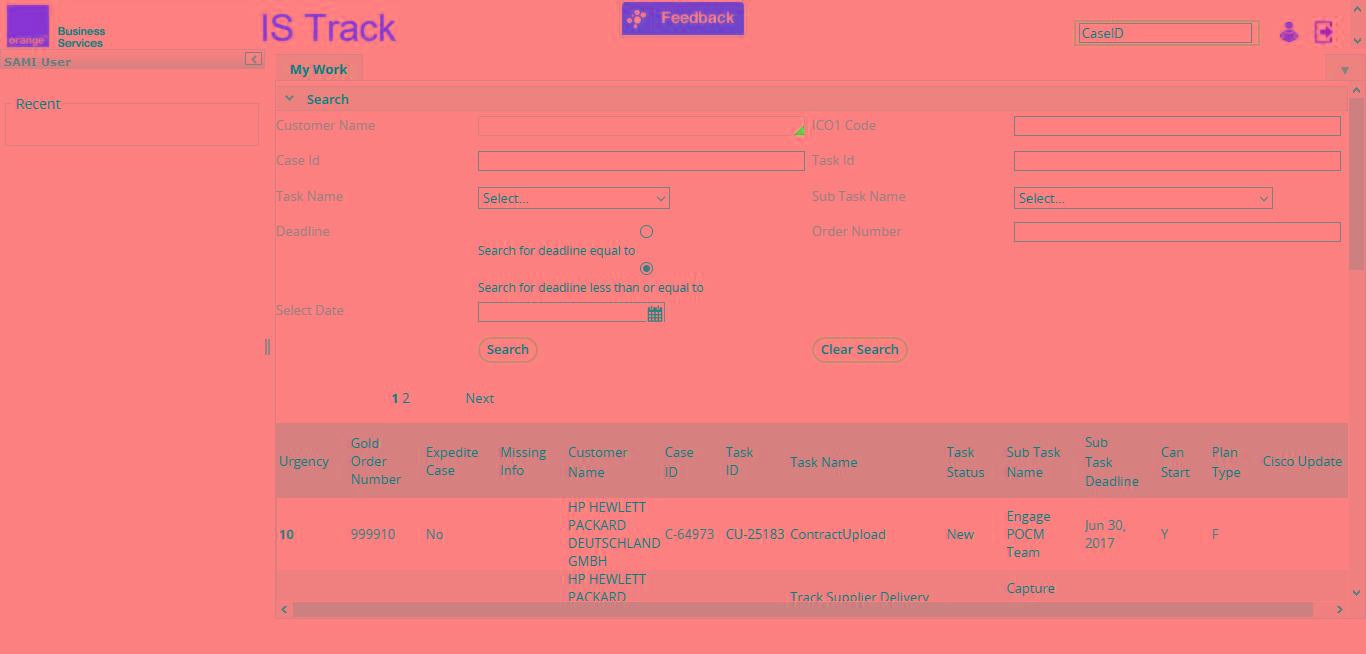 orange™
Business
Services
IS Track
Feedback
CaseID
SAMI User
My Work
Recent
Search
Customer Name
ICO1 Code
Case Id
Task Id
Task Name
Select...
Sub Task Name
Select...
Deadline
Order Number
Search for deadline equal to
Search for deadline less than or equal to
Select Date
Search
Clear Search
1 2 Next
Urgency
Gold
Order
Number
Expedite
Case
Missing
Info
Customer
Name
Case
ID
Task
ID
Task Name
Task
Status
Sub Task
Name
Sub
Task
Deadline
Can
Start
Plan
Type
Cisco Update
10
999910
No
HP HEWLETT
PACKARD
DEUTSCHLAND
GMBH
C-64973
CU-25183
ContractUpload
New
Engage
POCM
Team
Jun 30,
2017
Y
F
HP HEWLETT
PACKARD
Track Supplier Delivery
Capture